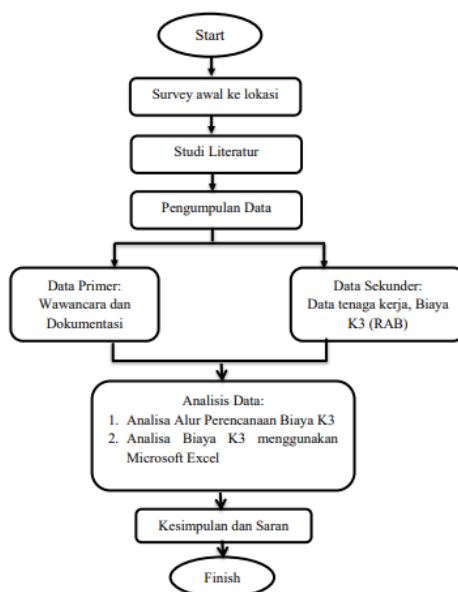 Start
Survey awal ke lokasi
Studi Literatur
Pengumpulan Data
Data Primer:
Wawancara dan
Dokumentasi
Data Sekunder:
Data tenaga kerja, Biaya
K3 (RAB)
Analisis Data:
1. Analisa Alur Perencanaan Biaya K3
2. Analisa Biaya K3 menggunakan
Microsoft Excel
Kesimpulan dan Saran
Finish